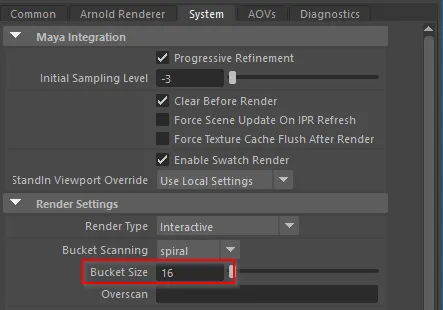 Common Arnold Renderer System AOVs Diagnostics
Maya Integration
Progressive Refinement
Initial Sampling Level -3
Clear Before Render
Force Scene Update On IPR Refresh
Force Texture Cache Flush After Render
Enable Swatch Render
StandIn Viewport Override Use Local Settings
Render Settings
Render Type Interactive
Bucket Scanning spiral
Bucket Size 16
Overscan